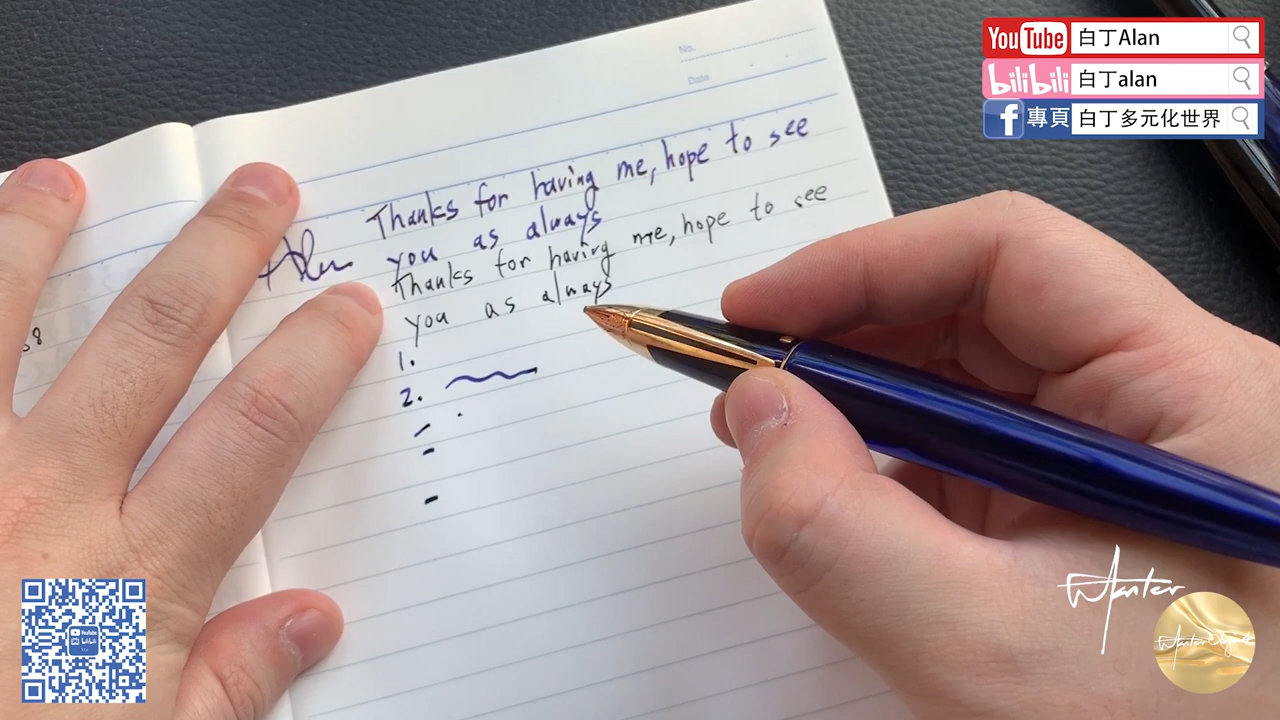 YouTube 白丁Alan
bilibili 白丁alan
f 專頁 白丁多元化世界
No.
Date
Thanks for having me, hope to see
Alan you as always
Thanks for having me, hope to see
you as always
1.
2.
8